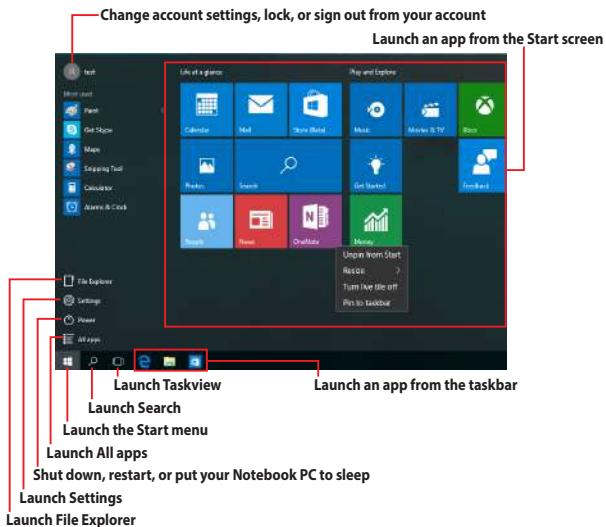 Change account settings, lock, or sign out from your account
Launch an app from the Start screen
test
Life at a glance
Play and Explore
Most used
Paint
Get Skype
Maps
Snipping Tool
Calculator
Alarms & Clock
Calendar
Mail
Store (Beta)
Music
Movies & TV
Xbox
Photos
Search
Get Started
Feedback
People
News
OneNote
Money
Unpin from Start
Resize
Turn live tile off
Pin to taskbar
File Explorer
Settings
Power
All apps
Launch Taskview
Launch an app from the taskbar
Launch Search
Launch the Start menu
Launch All apps
Shut down, restart, or put your Notebook PC to sleep
Launch Settings
Launch File Explorer